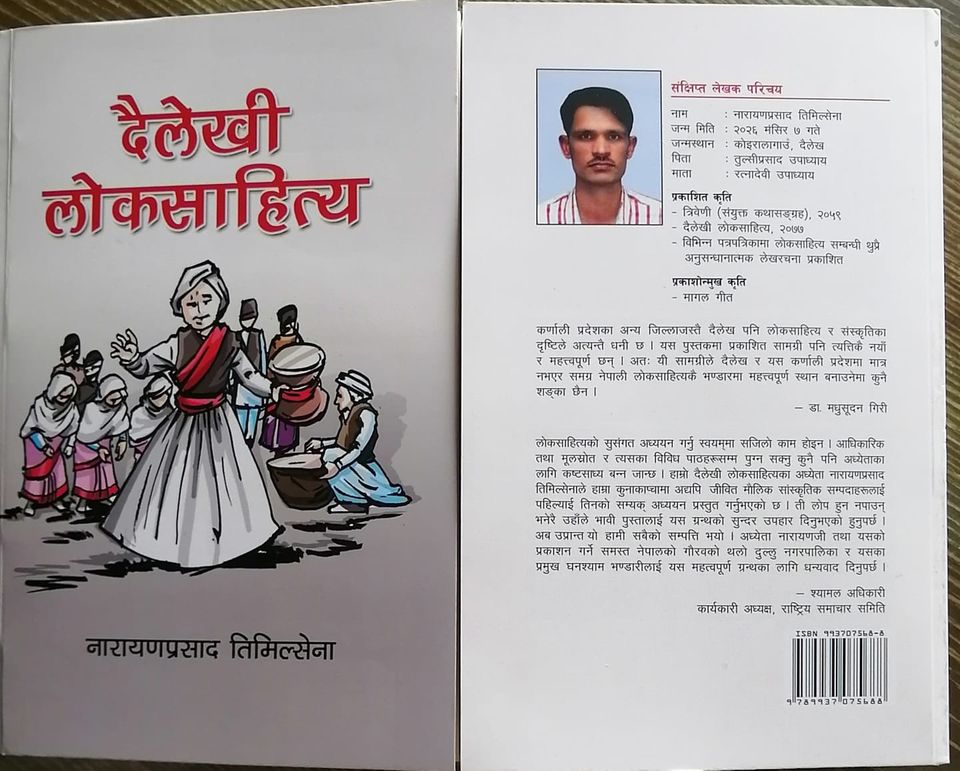 दैलेखी
लोकसाहित्य
नारायणप्रसाद तिमिल्सेना
संक्षिप्त लेखक परिचय
नाम : नारायणप्रसाद तिमिल्सेना
जन्म मिति : २०२६ मंसिर ७ गते
जन्मस्थान : कोइरालागाउं, दैलेख
पिता : तुल्सीप्रसाद उपाध्याय
माता : रत्नादेवी उपाध्याय
प्रकाशित कृति
– त्रिवेणी (संयुक्त कथासङ्ग्रह), २०५९
– दैलेखी लोकसाहित्य, २०७७
– विभिन्न पत्रपत्रिकामा लोकसाहित्य सम्बन्धी थुप्रै
अनुसन्धानात्मक लेखरचना प्रकाशित
प्रकाशोन्मुख कृति
– मागल गीत
कर्णाली प्रदेशका अन्य जिल्लाजस्तै दैलेख पनि लोकसाहित्य र संस्कृतिका
दृष्टिले अत्यन्तै धनी छ । यस पुस्तकमा प्रकाशित सामग्री पनि त्यत्तिकै नयाँ
र महत्त्वपूर्ण छन् । अतः यी सामग्रीले दैलेख र यस कर्णाली प्रदेशमा मात्र
नभएर समग्र नेपाली लोकसाहित्यकै भण्डारमा महत्त्वपूर्ण स्थान बनाउनेमा कुनै
शङ्का छैन ।
– डा. मधुसूदन गिरी
लोकसाहित्यको सुसंगत अध्ययन गर्नु स्वयम्‌मा सजिलो काम होइन । आधिकारिक
तथा मूलस्रोत र त्यसका विविध पाठहरूसम्म पुग्न सक्नु कुनै पनि अध्येताका
लागि कष्टसाध्य बन्न जान्छ । हाम्रो दैलेखी लोकसाहित्यका अध्येता नारायणप्रसाद
तिमिल्सेनाले हाम्रा कुनाकाप्चामा अद्यपि जीवित मौलिक सांस्कृतिक सम्पदाहरूलाई
पहिल्याई तिनको सम्यक् अध्ययन प्रस्तुत गर्नुभएको छ । ती लोप हुन नपाउन्
भनेरै उहाँले भावी पुस्तालाई यस ग्रन्थको सुन्दर उपहार दिनुभएको हुनुपर्छ ।
अब उप्रान्त यो हामी सबैको सम्पत्ति भयो । अध्येता नारायणजी तथा यसको
प्रकाशन गर्ने समस्त नेपालको गौरवको थलो दुल्लु नगरपालिका र यसका
प्रमुख घनश्याम भण्डारीलाई यस महत्वपूर्ण ग्रन्थका लागि धन्यवाद दिनुपर्छ ।
– श्यामल अधिकारी
कार्यकारी अध्यक्ष, राष्ट्रिय समाचार समिति
ISBN 993707568-8
9 789937 075688